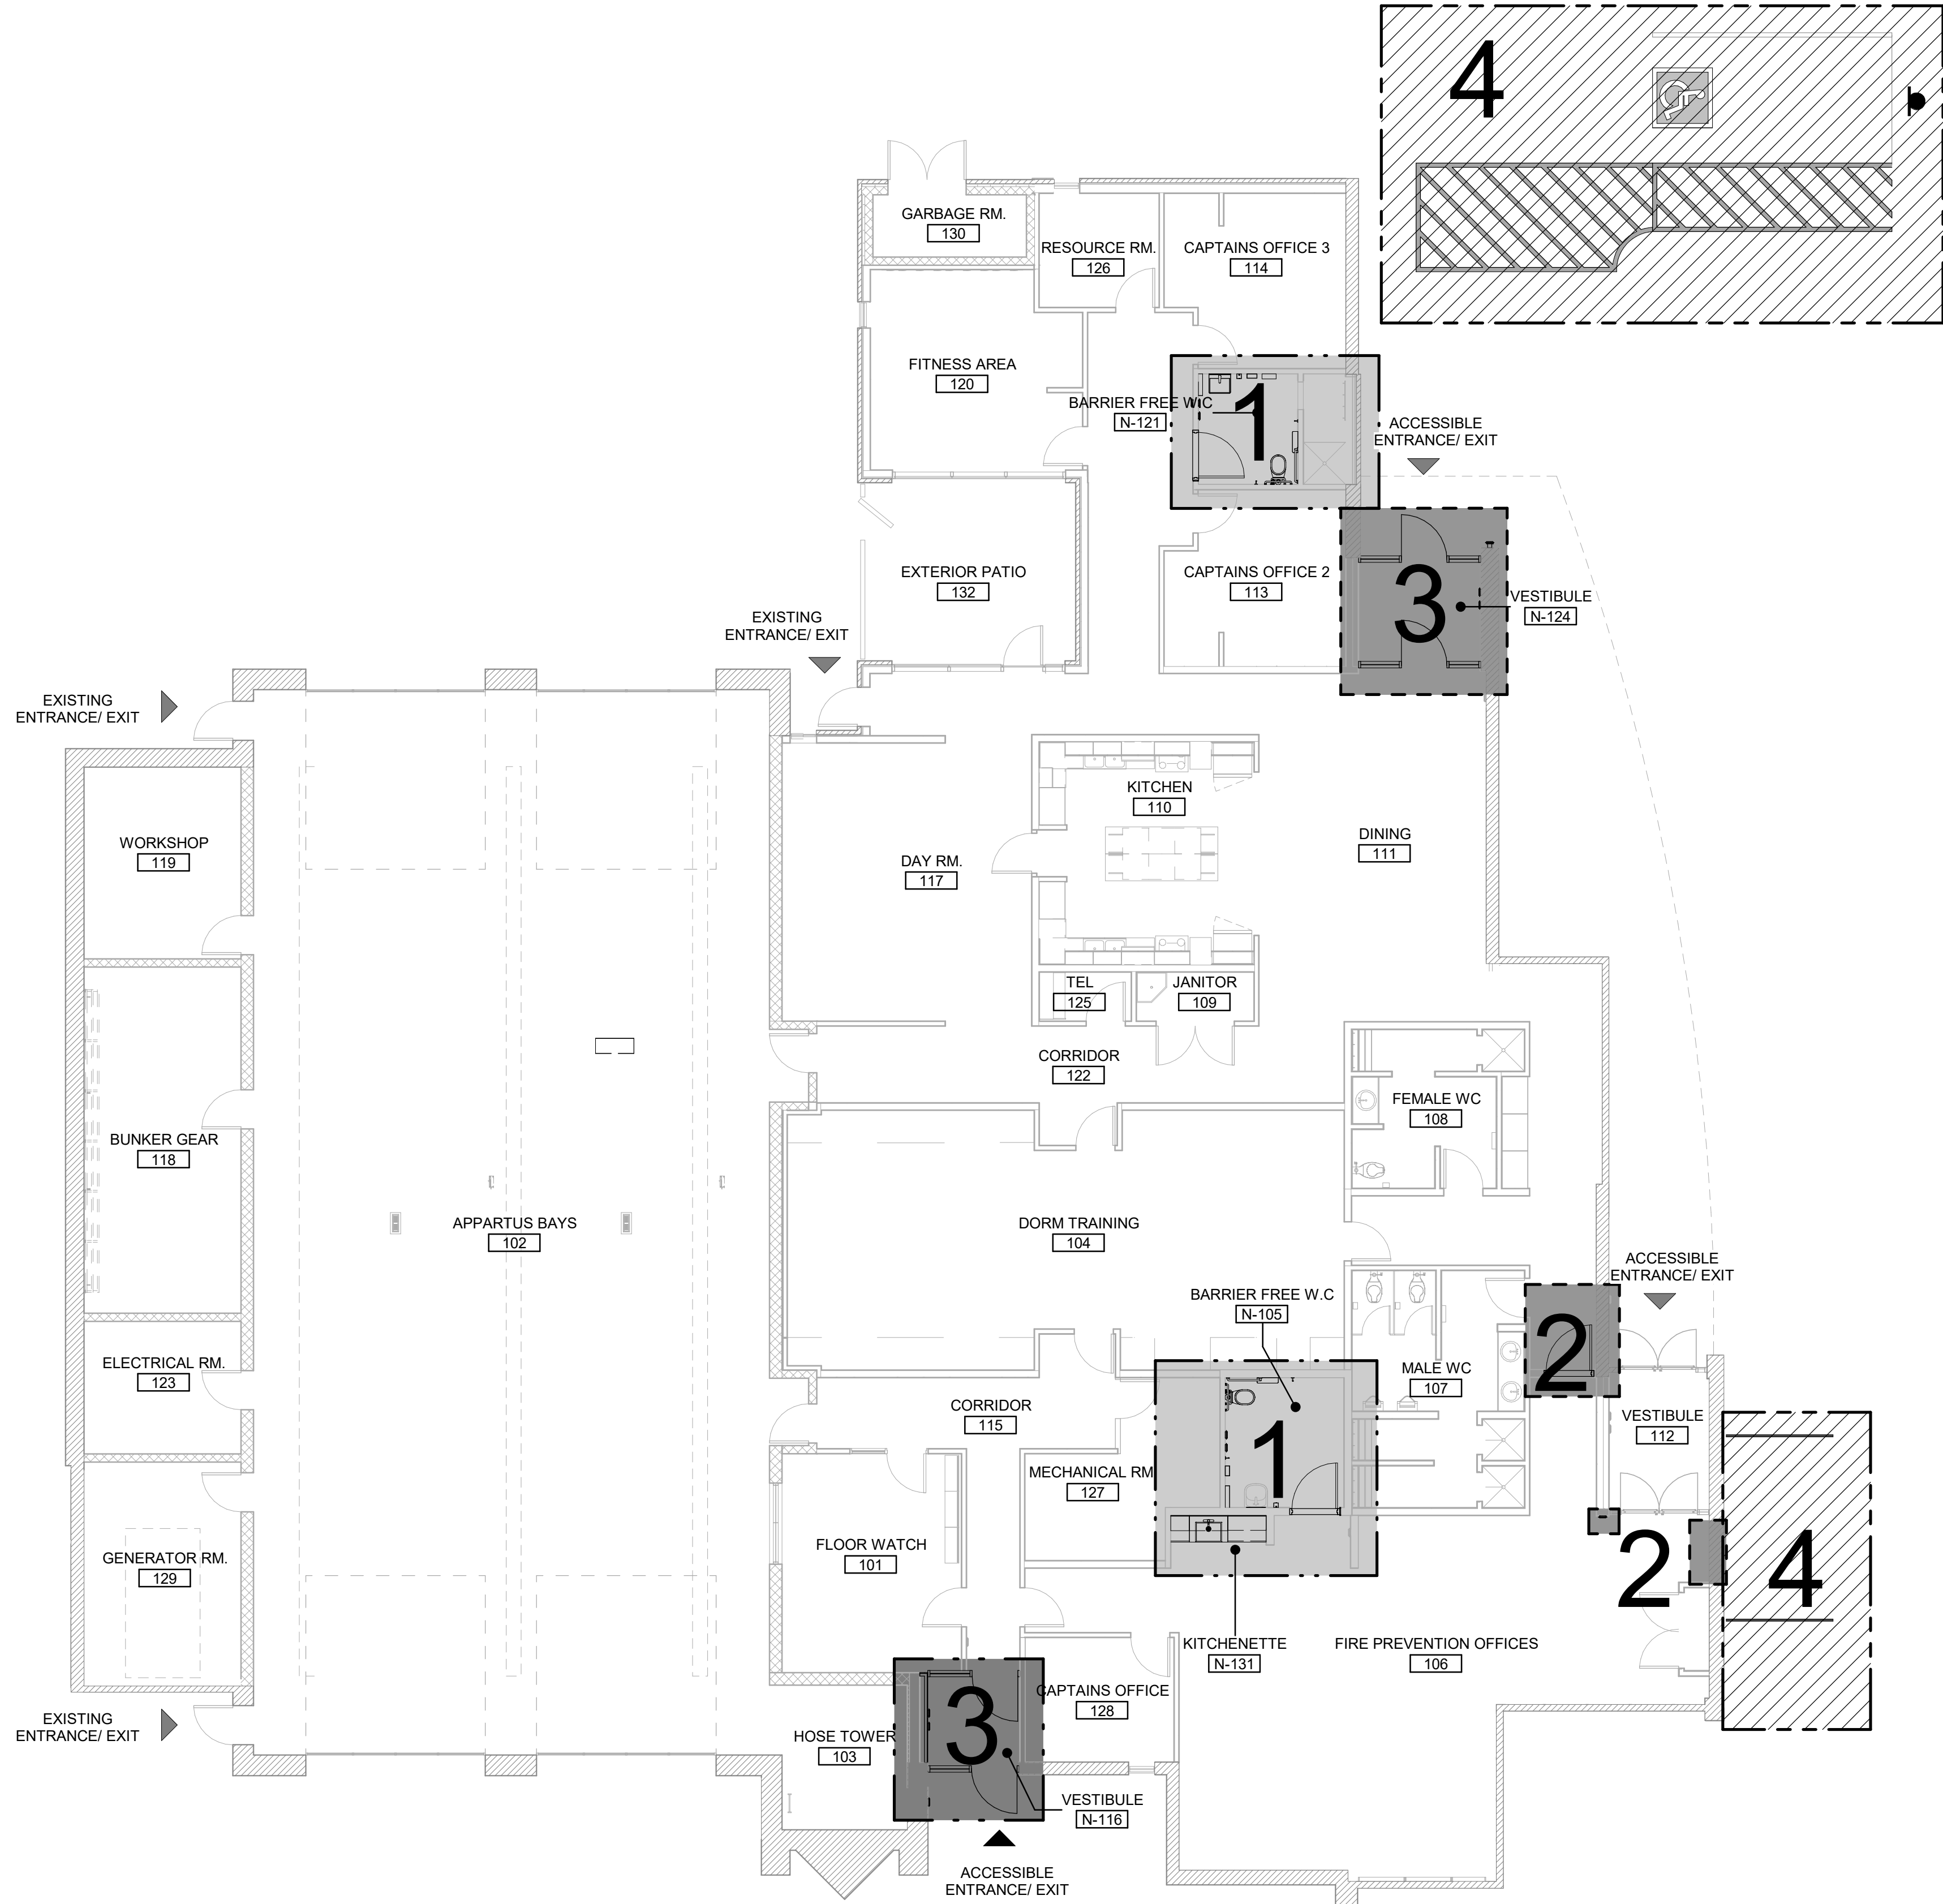 4
GARBAGE RM.
130
RESOURCE RM.
126
CAPTAINS OFFICE 3
114
FITNESS AREA
120
BARRIER FREE W.C
N-121
1
ACCESSIBLE
ENTRANCE/ EXIT
EXTERIOR PATIO
132
CAPTAINS OFFICE 2
113
3
VESTIBULE
N-124
EXISTING
ENTRANCE/ EXIT
EXISTING
ENTRANCE/ EXIT
WORKSHOP
119
DAY RM.
117
KITCHEN
110
DINING
111
TEL
125
JANITOR
109
CORRIDOR
122
BUNKER GEAR
118
FEMALE WC
108
APPARTUS BAYS
102
DORM TRAINING
104
ACCESSIBLE
ENTRANCE/ EXIT
BARRIER FREE W.C
N-105
2
ELECTRICAL RM.
123
MALE WC
107
CORRIDOR
115
VESTIBULE
112
1
MECHANICAL RM
127
FLOOR WATCH
101
GENERATOR RM.
129
2
4
KITCHENETTE
N-131
FIRE PREVENTION OFFICES
106
CAPTAINS OFFICE
128
3
EXISTING
ENTRANCE/ EXIT
HOSE TOWER
103
VESTIBULE
N-116
ACCESSIBLE
ENTRANCE/ EXIT